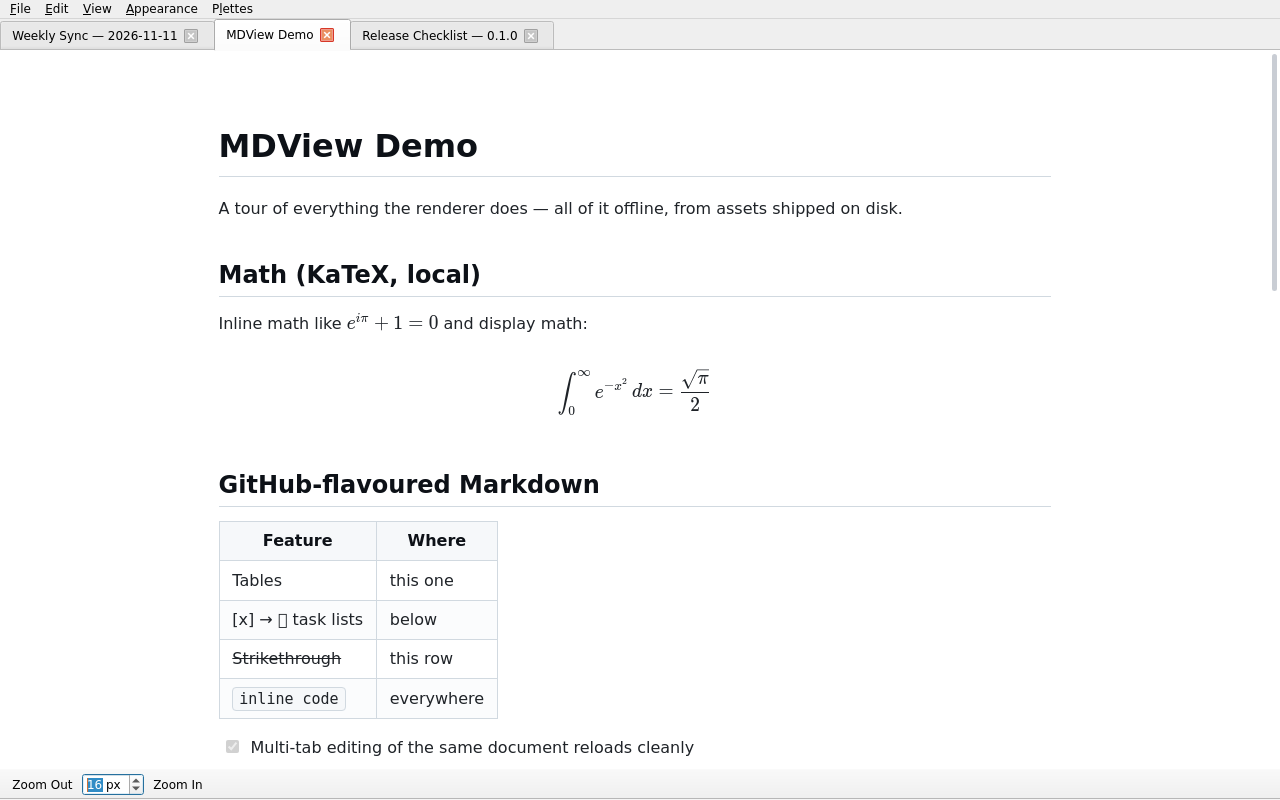 File Edit View Appearance Plettes
Weekly Sync — 2026-11-11 MDView Demo Release Checklist — 0.1.0
MDView Demo
A tour of everything the renderer does — all of it offline, from assets shipped on disk.
Math (KaTeX, local)
Inline math like e^{iπ} + 1 = 0 and display math:
∫_0^∞ e^{−x^2} dx = √π / 2
GitHub-flavoured Markdown
Feature Where
Tables this one
[x] → ▯ task lists below
Strikethrough this row
inline code everywhere
Multi-tab editing of the same document reloads cleanly
Zoom Out 16 px Zoom In